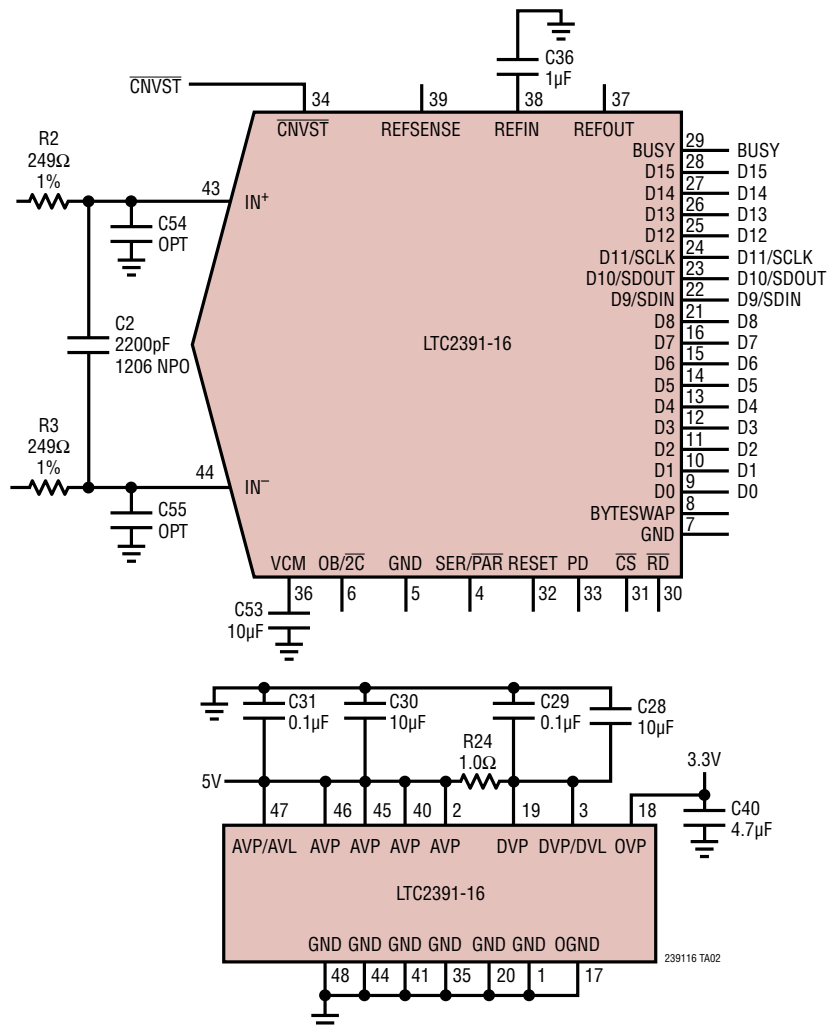 C36
1µF
CNVST
34
39
38
37
CNVST
REFSENSE
REFIN
REFOUT
R2
249Ω
1%
43
IN+
C54
OPT
C2
2200pF
1206 NPO
R3
249Ω
1%
44
IN−
C55
OPT
LTC2391-16
BUSY 29 BUSY
D15 28 D15
D14 27 D14
D13 26 D13
D12 25 D12
D11/SCLK 24 D11/SCLK
D10/SDOUT 23 D10/SDOUT
D9/SDIN 22 D9/SDIN
D8 21 D8
D7 16 D7
D6 15 D6
D5 14 D5
D4 13 D4
D3 12 D3
D2 11 D2
D1 10 D1
D0 9 D0
BYTESWAP 8
GND 7
VCM OB/2C GND SER/PAR RESET PD CS RD
36 6 5 4 32 33 31 30
C53
10µF
C31
0.1µF
C30
10µF
C29
0.1µF
C28
10µF
R24
1.0Ω
5V
3.3V
C40
4.7µF
47 46 45 40 2 19 3 18
AVP/AVL AVP AVP AVP AVP DVP DVP/DVL OVP
LTC2391-16
GND GND GND GND GND GND OGND
48 44 41 35 20 1 17
239116 TA02